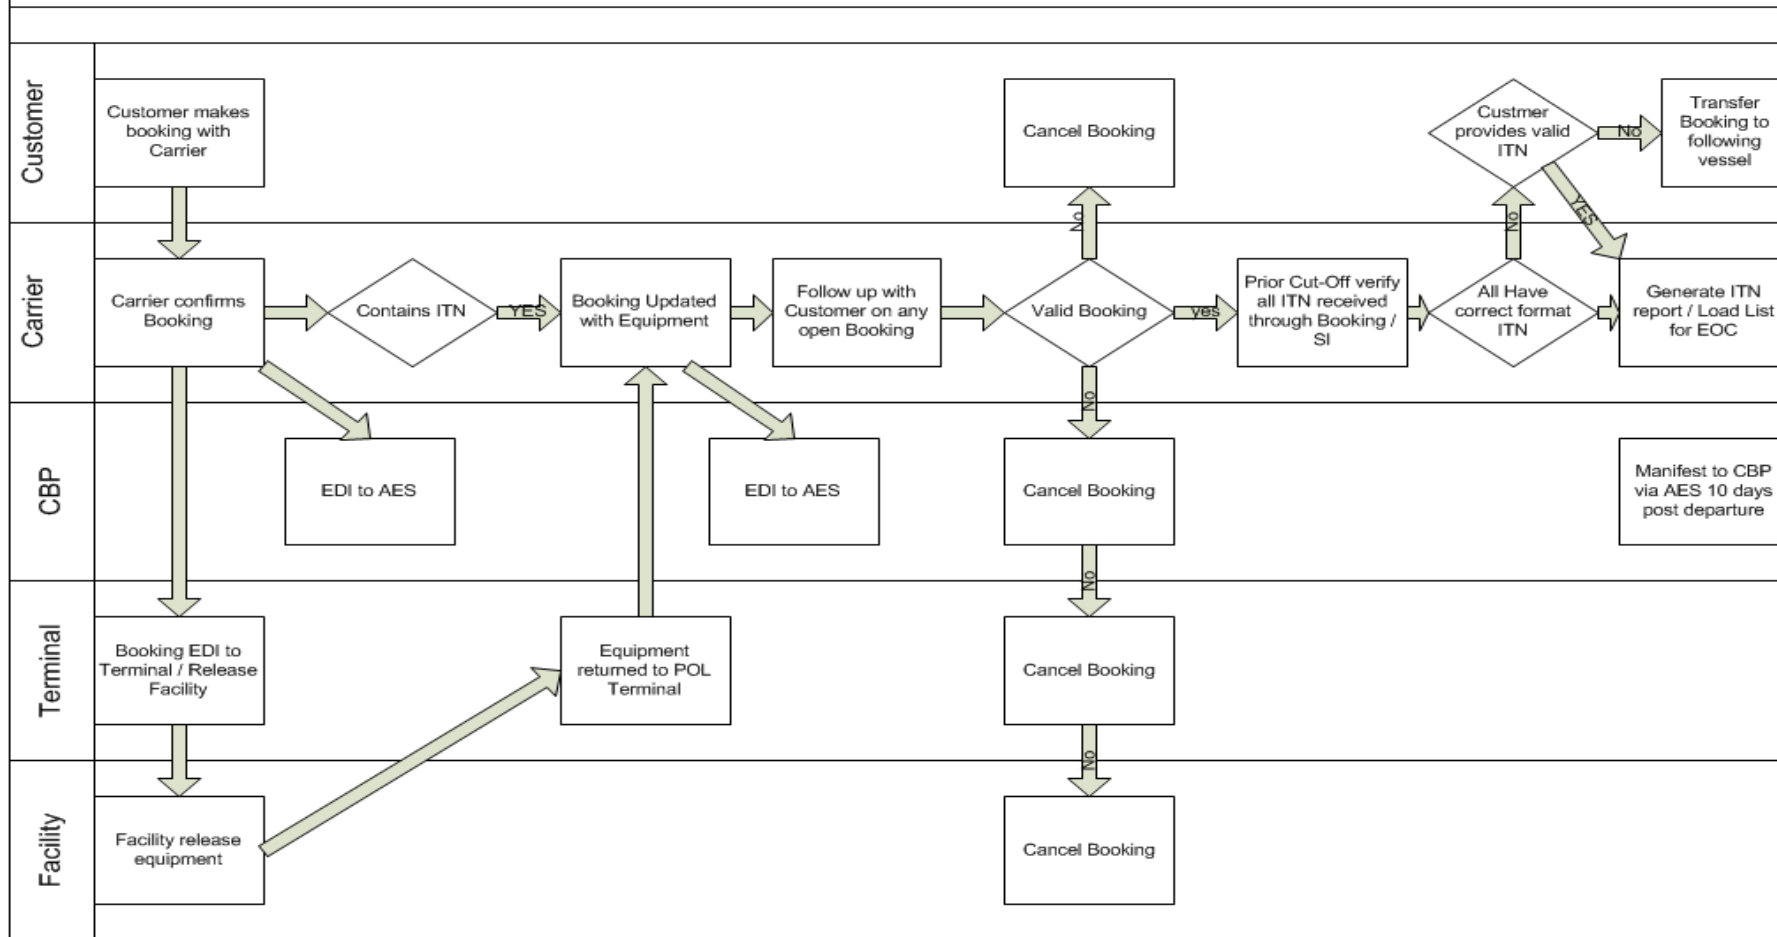 Customer
Customer makes
booking with
Carrier
Cancel Booking
Custmer
provides valid
ITN
No
Transfer
Booking to
following
vessel
No
No
YES
Carrier
Carrier confirms
Booking
Contains ITN
YES
Booking Updated
with Equipment
Follow up with
Customer on any
open Booking
Valid Booking
yes
Prior Cut-Off verify
all ITN received
through Booking /
SI
All Have
correct format
ITN
Generate ITN
report / Load List
for EOC
No
CBP
EDI to AES
EDI to AES
Cancel Booking
Manifest to CBP
via AES 10 days
post departure
No
Terminal
Booking EDI to
Terminal / Release
Facility
Equipment
returned to POL
Terminal
Cancel Booking
No
Facility
Facility release
equipment
Cancel Booking